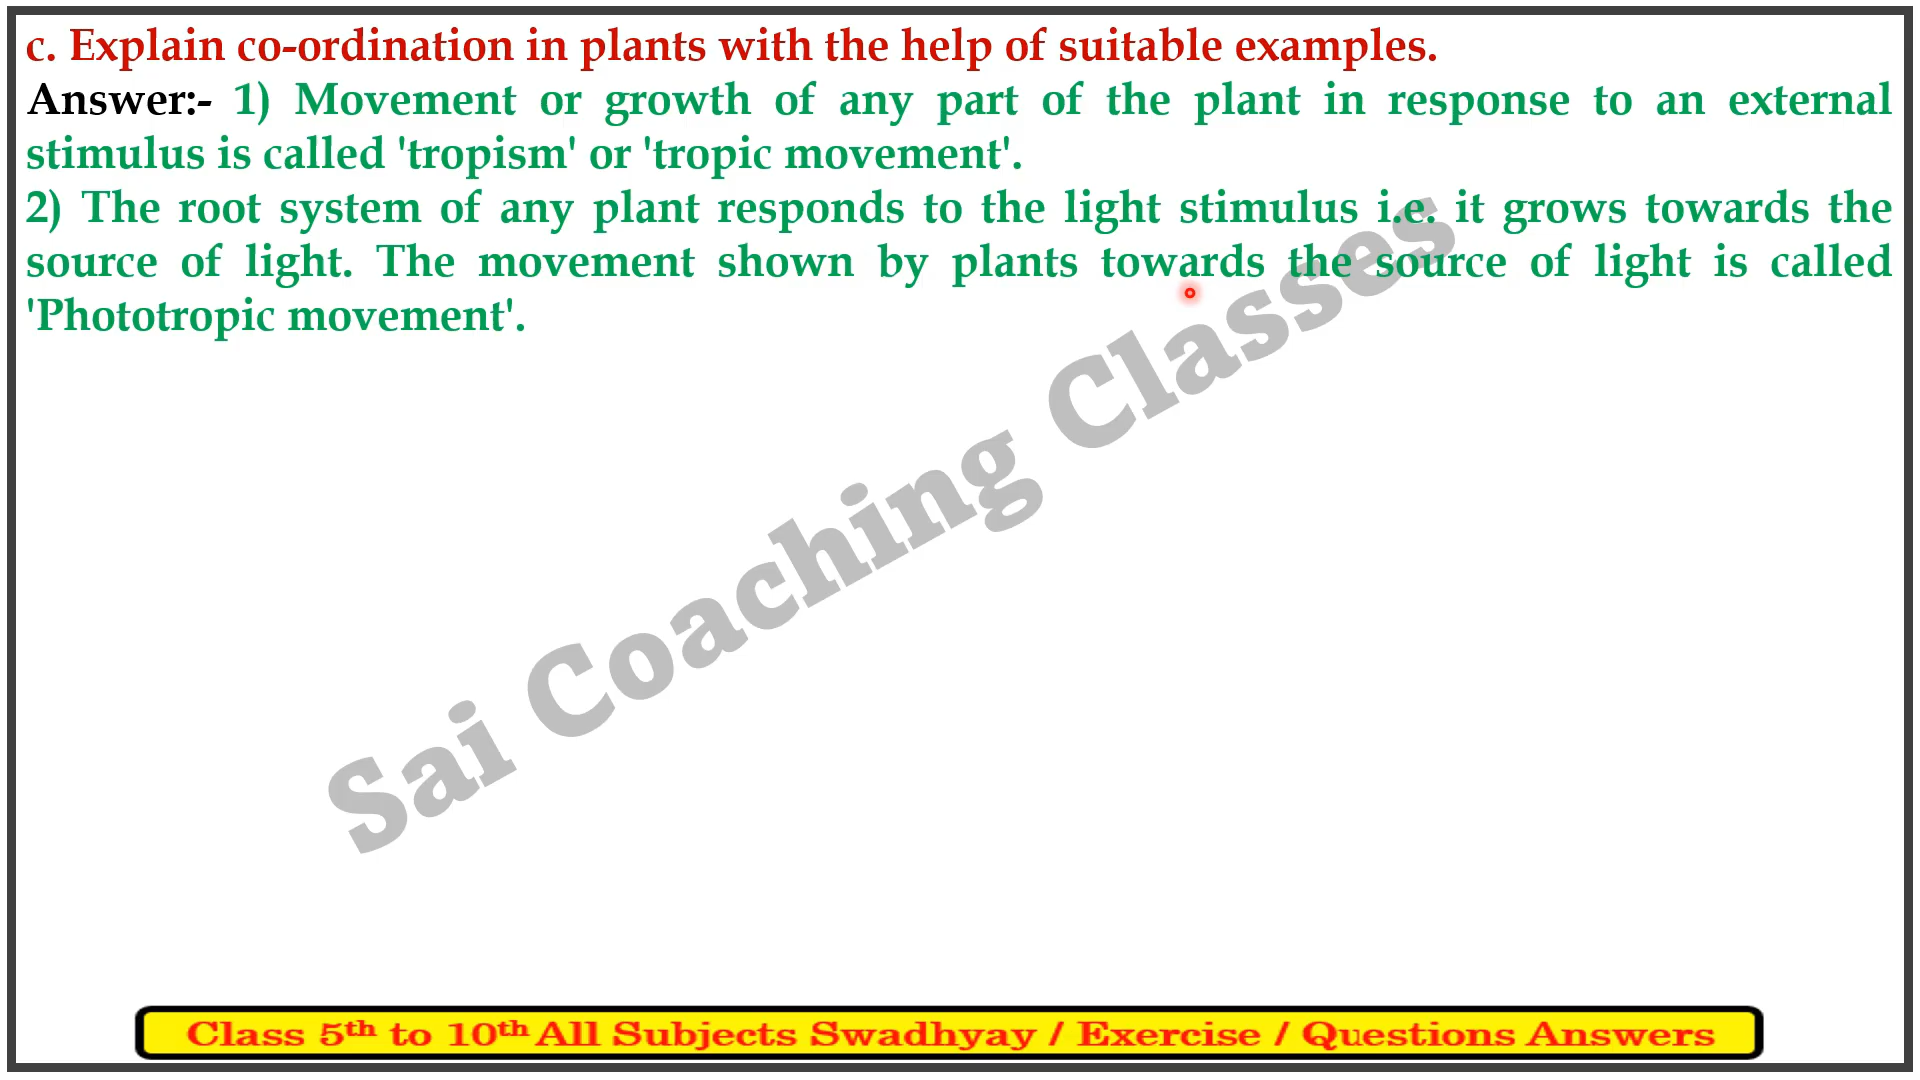 c. Explain co-ordination in plants with the help of suitable examples.
Answer:- 1) Movement or growth of any part of the plant in response to an external
stimulus is called 'tropism' or 'tropic movement'.
2) The root system of any plant responds to the light stimulus i.e. it grows towards the
source of light. The movement shown by plants towards the source of light is called
'Phototropic movement'.
Sai Coaching Classes
Class 5th to 10th All Subjects Swadhyay / Exercise / Questions Answers